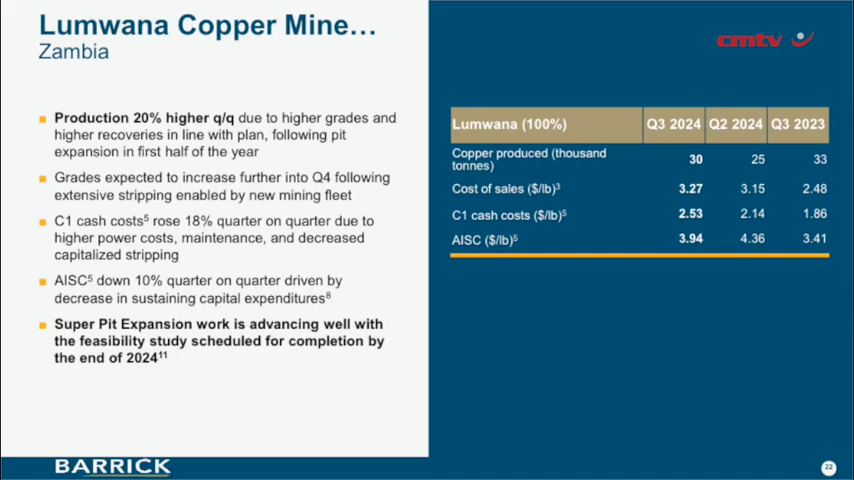 Lumwana Copper Mine…
Zambia
cmtv
■ Production 20% higher q/q due to higher grades and
higher recoveries in line with plan, following pit
expansion in first half of the year
■ Grades expected to increase further into Q4 following
extensive stripping enabled by new mining fleet
■ C1 cash costs⁵ rose 18% quarter on quarter due to
higher power costs, maintenance, and decreased
capitalized stripping
■ AISC⁵ down 10% quarter on quarter driven by
decrease in sustaining capital expenditures⁸
■ Super Pit Expansion work is advancing well with
the feasibility study scheduled for completion by
the end of 2024¹¹
Lumwana (100%) Q3 2024 Q2 2024 Q3 2023
Copper produced (thousand
tonnes) 30 25 33
Cost of sales ($/lb)³ 3.27 3.15 2.48
C1 cash costs ($/lb)⁵ 2.53 2.14 1.86
AISC ($/lb)⁵ 3.94 4.36 3.41
BARRICK
22